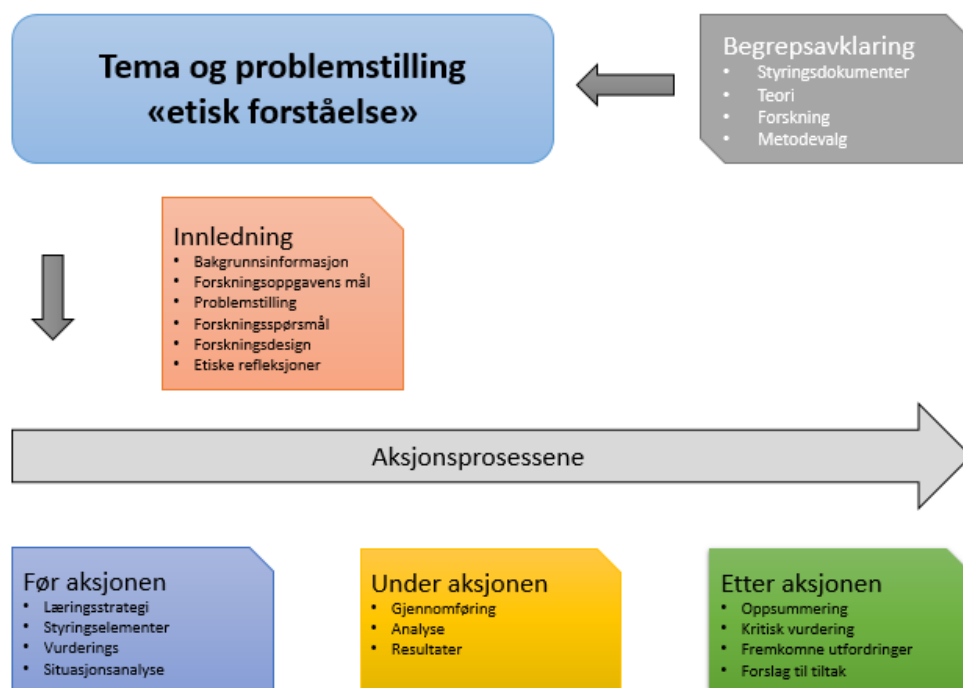 Tema og problemstilling
«etisk forståelse»
Begrepsavklaring
• Styringsdokumenter
• Teori
• Forskning
• Metodevalg
Innledning
• Bakgrunnsinformasjon
• Forskningsoppgavens mål
• Problemstilling
• Forskningsspørsmål
• Forskningsdesign
• Etiske refleksjoner
Aksjonsprosessene
Før aksjonen
• Læringsstrategi
• Styringselementer
• Vurderings
• Situasjonsanalyse
Under aksjonen
• Gjennomføring
• Analyse
• Resultater
Etter aksjonen
• Oppsummering
• Kritisk vurdering
• Fremkomne utfordringer
• Forslag til tiltak